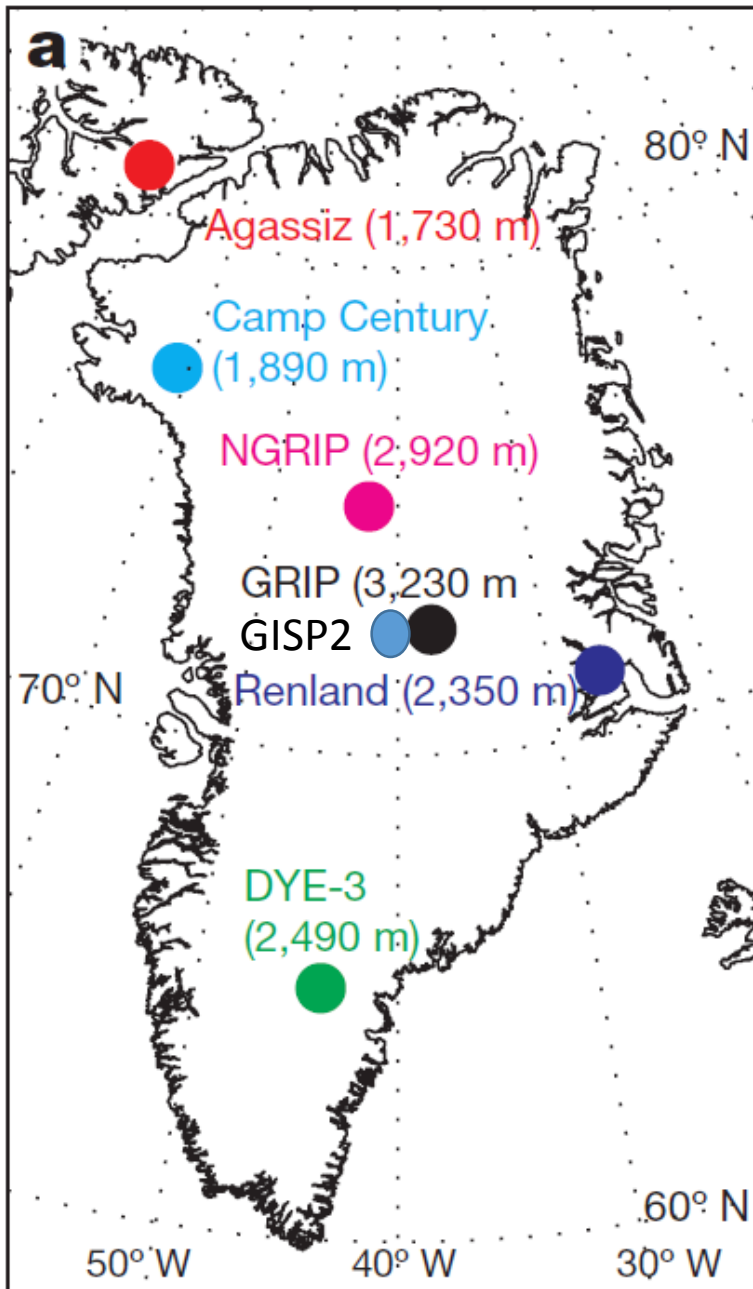 a
80° N
Agassiz (1,730 m)
Camp Century
(1,890 m)
NGRIP (2,920 m)
GRIP (3,230 m
GISP2
70° N
Renland (2,350 m)
DYE-3
(2,490 m)
60° N
50° W
40° W
30° W